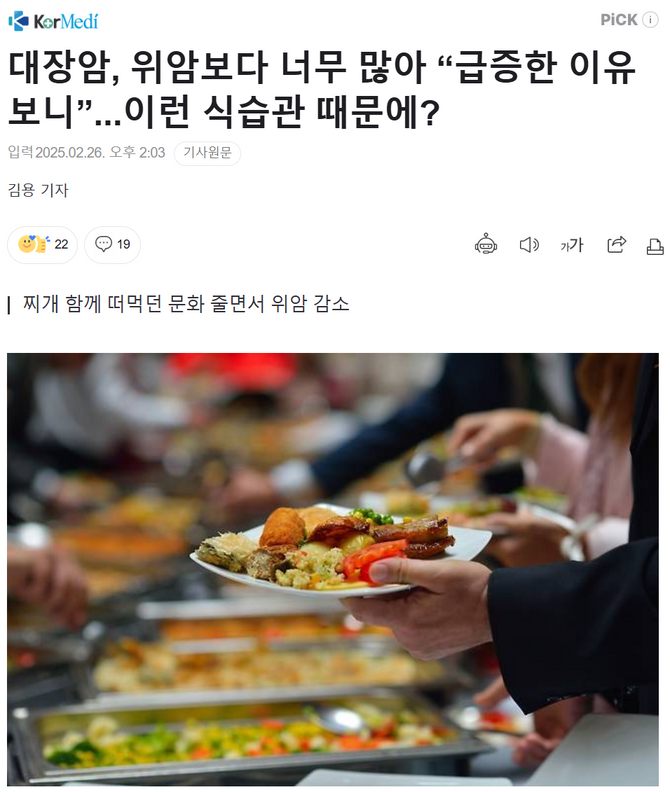 KorMedi
PiCK i
대장암, 위암보다 너무 많아 “급증한 이유
보니”...이런 식습관 때문에?
입력2025.02.26. 오후 2:03 기사원문
김용 기자
22 19
가가
찌개 함께 떠먹던 문화 줄면서 위암 감소